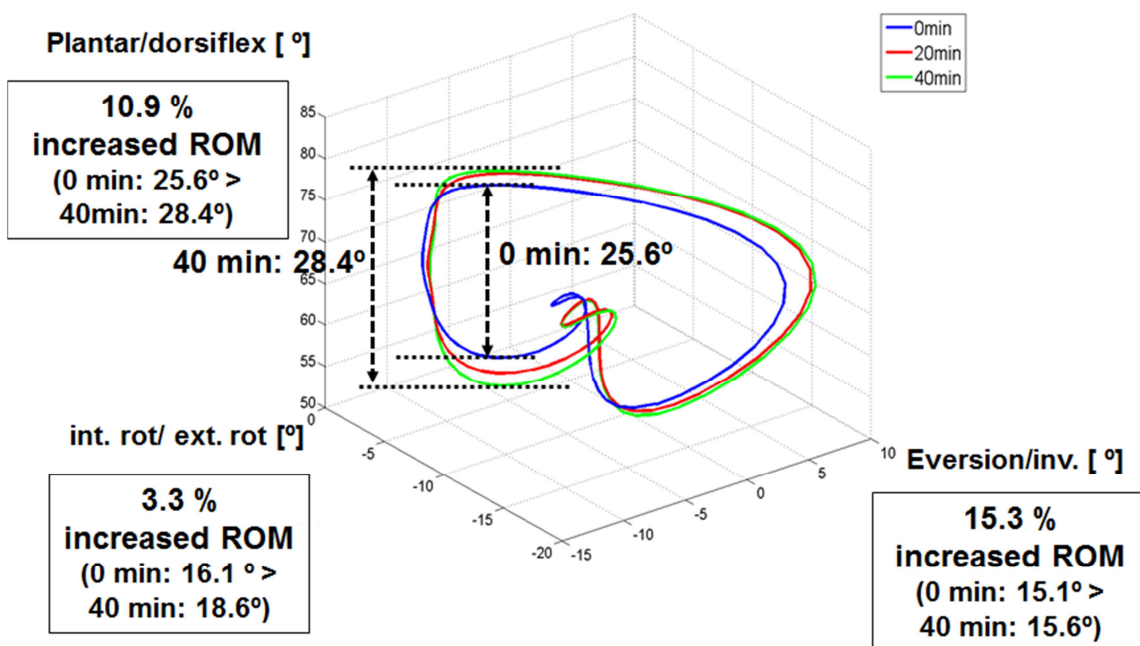 Plantar/dorsiflex [ º]
10.9 %
increased ROM
(0 min: 25.6º >
40min: 28.4º)
0min
20min
40min
85
80
75
70
65
60
55
50
40 min: 28.4º
0 min: 25.6º
0
-5
-10
-15
-20
-15
-10
-5
0
5
10
int. rot/ ext. rot [º]
3.3 %
increased ROM
(0 min: 16.1 º >
40 min: 18.6º)
Eversion/inv. [ º]
15.3 %
increased ROM
(0 min: 15.1º >
40 min: 15.6º)